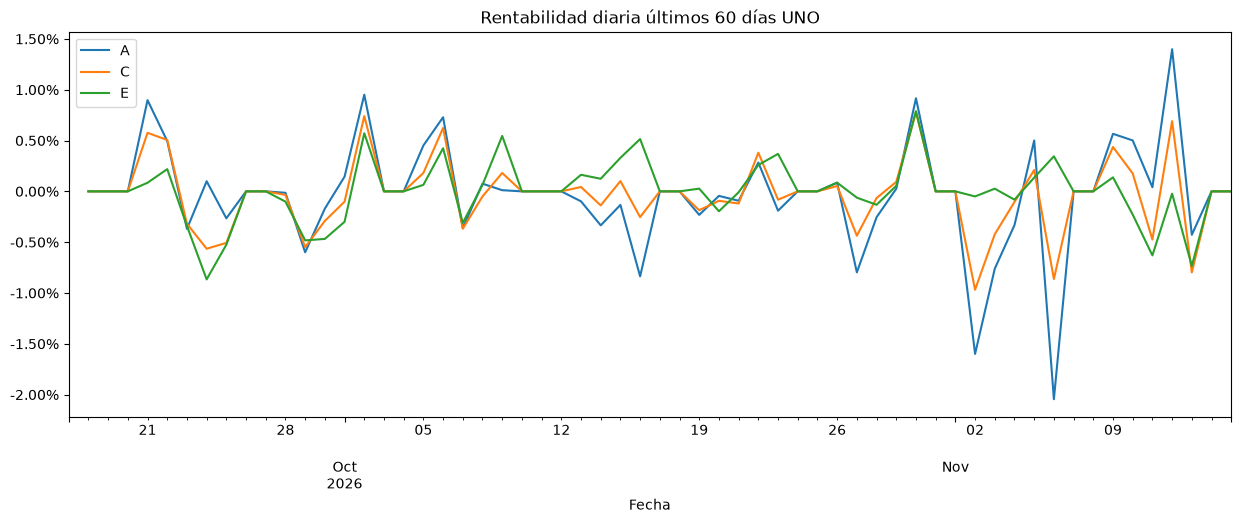 Rentabilidad diaria últimos 60 días UNO
1.50%
1.00%
0.50%
0.00%
-0.50%
-1.00%
-1.50%
-2.00%
A
C
E
21 28 05 12 19 26 02 09
Oct Nov
2026
Fecha